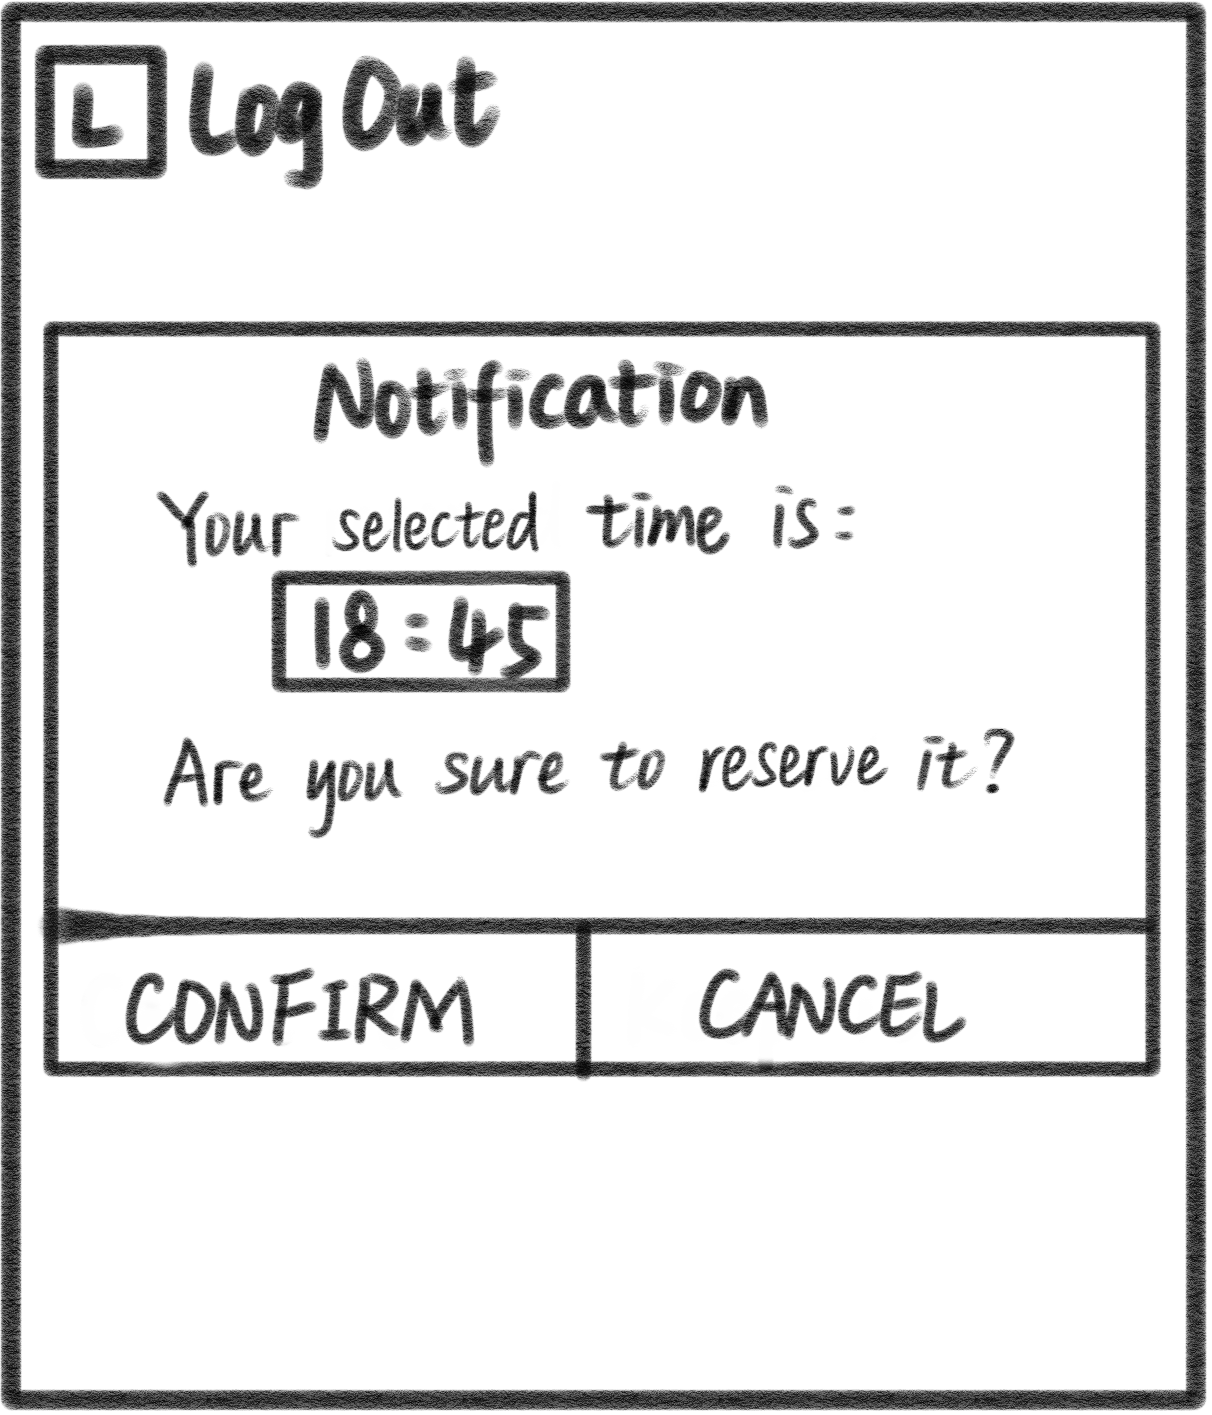 L Log Out
Notification
Your selected time is:
18:45
Are you sure to reserve it?
CONFIRM CANCEL